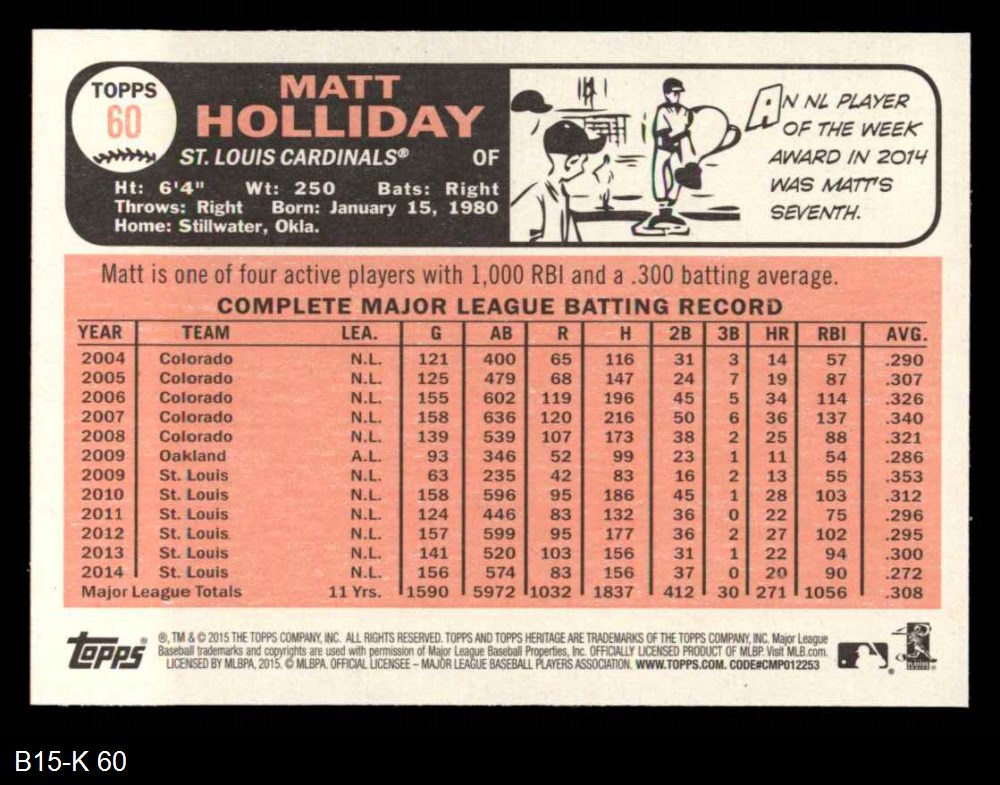 TOPPS
60
MATT
HOLLIDAY
ST. LOUIS CARDINALS® OF
Ht: 6'4" Wt: 250 Bats: Right
Throws: Right Born: January 15, 1980
Home: Stillwater, Okla.
AN NL PLAYER
OF THE WEEK
AWARD IN 2014
WAS MATT'S
SEVENTH.
Matt is one of four active players with 1,000 RBI and a .300 batting average.
COMPLETE MAJOR LEAGUE BATTING RECORD
YEAR TEAM LEA. G AB R H 2B 3B HR RBI AVG.
2004 Colorado N.L. 121 400 65 116 31 3 14 57 .290
2005 Colorado N.L. 125 479 68 147 24 7 19 87 .307
2006 Colorado N.L. 155 602 119 196 45 5 34 114 .326
2007 Colorado N.L. 158 636 120 216 50 6 36 137 .340
2008 Colorado N.L. 139 539 107 173 38 2 25 88 .321
2009 Oakland A.L. 93 346 52 99 23 1 11 54 .286
2009 St. Louis N.L. 63 235 42 83 16 2 13 55 .353
2010 St. Louis N.L. 158 596 95 186 45 1 28 103 .312
2011 St. Louis N.L. 124 446 83 132 36 0 22 75 .296
2012 St. Louis N.L. 157 599 95 177 36 2 27 102 .295
2013 St. Louis N.L. 141 520 103 156 31 1 22 94 .300
2014 St. Louis N.L. 156 574 83 156 37 0 20 90 .272
Major League Totals 11 Yrs. 1590 5972 1032 1837 412 30 271 1056 .308
Topps
®, TM & © 2015 THE TOPPS COMPANY, INC. ALL RIGHTS RESERVED. TOPPS AND TOPPS HERITAGE ARE TRADEMARKS OF THE TOPPS COMPANY, INC. Major League
Baseball trademarks and copyrights are used with permission of Major League Baseball Properties, Inc. OFFICIALLY LICENSED PRODUCT OF MLBP. Visit MLB.com.
LICENSED BY MLBPA, 2015. © MLBPA. OFFICIAL LICENSEE – MAJOR LEAGUE BASEBALL PLAYERS ASSOCIATION. WWW.TOPPS.COM. CODE#CMP012253
B15-K 60